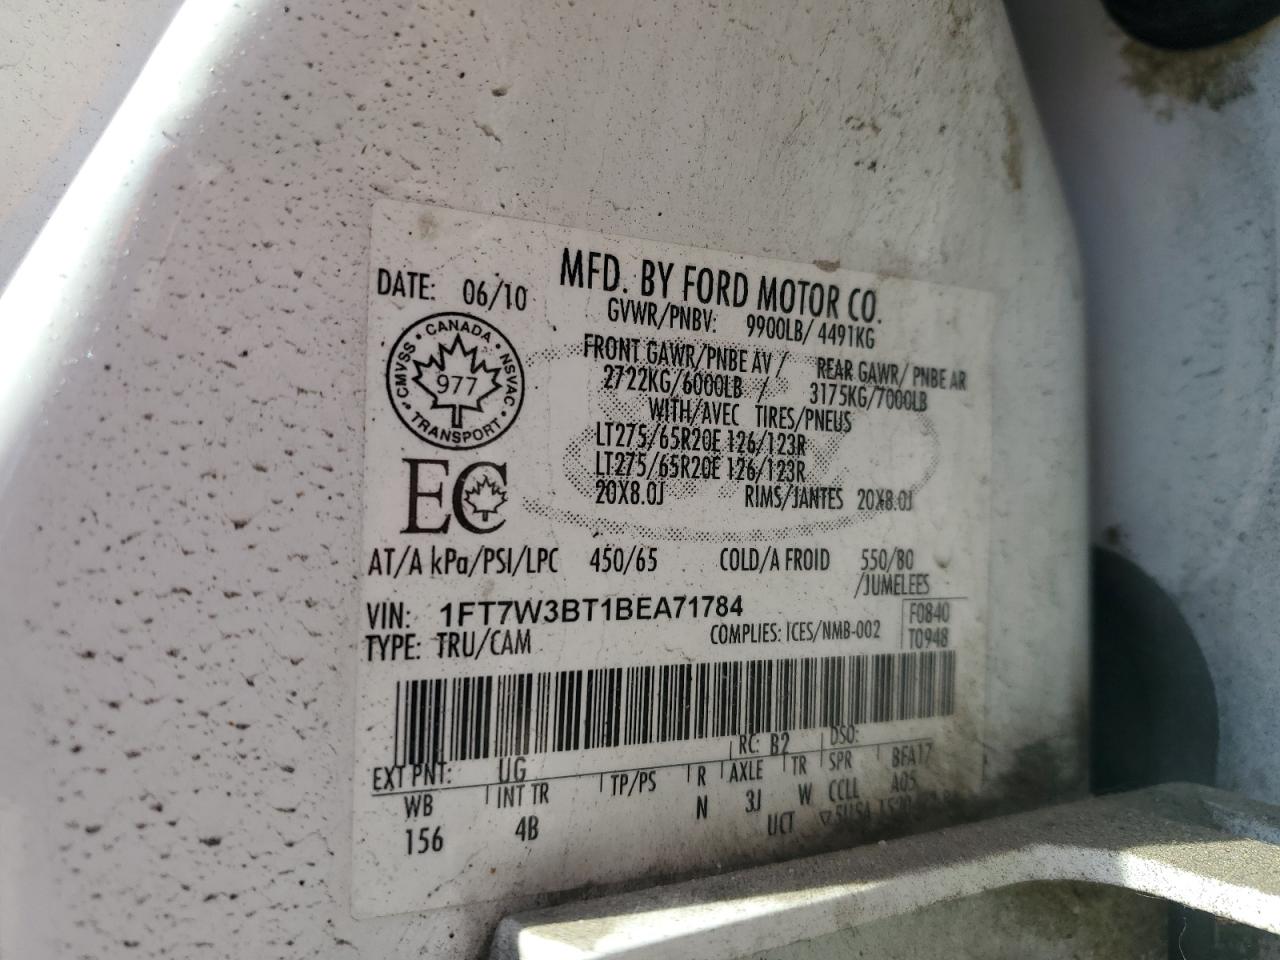 MFD. BY FORD MOTOR CO.
DATE: 06/10
GVWR/PNBV: 9900LB/ 4491KG
CANADA
CMVSS NSVAC
977
TRANSPORT
EC
FRONT GAWR/PNBE AV / REAR GAWR/ PNBE AR
2722KG/6000LB / 3175KG/7000LB
WITH/AVEC TIRES/PNEUS
LT275/65R20E 126/123R
LT275/65R20E 126/123R
20X8.0J RIMS/JANTES 20X8.0J
AT/A kPa/PSI/LPC 450/65 COLD/A FROID 550/80
/JUMELEES
VIN: 1FT7W3BT1BEA71784 F0840
TYPE: TRU/CAM COMPLIES: ICES/NMB-002 T0948
RC: B2 DSO:
EXT PNT: UG
WB INT TR TP/PS R AXLE TR SPR BFA17
156 4B N 3J W CCLL A05
UCT